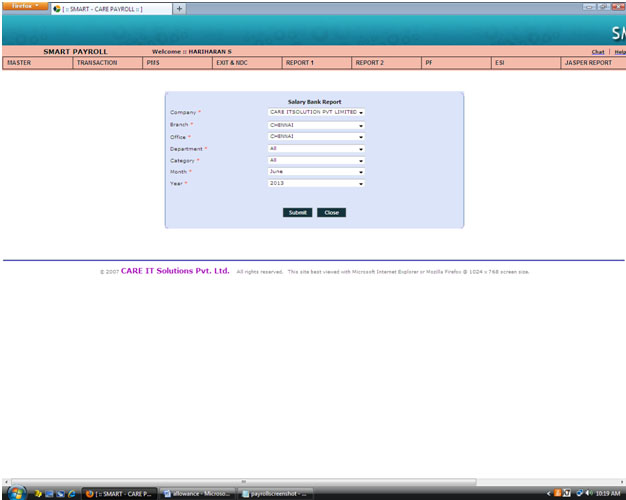 Firefox
[ :: SMART - CARE PAYROLL :: ]
+
SM
SMART PAYROLL Welcome :: HARIHARAN S Chat | Help
MASTER TRANSACTION PMS EXIT & NDC REPORT 1 REPORT 2 PF ESI JASPER REPORT
Salary Bank Report
Company * CARE ITSOLUTION PVT LIMITED
Branch * CHENNAI
Office * CHENNAI
Department * All
Category * All
Month * June
Year * 2013
Submit Close
© 2007 CARE IT Solutions Pvt. Ltd. All rights reserved. This site best viewed with Microsoft Internet Explorer or Mozilla Firefox @ 1024 x 768 screen size.
[ :: SMART - CARE P... allowance - Microso... payrollscreenshot - ... 10:19 AM